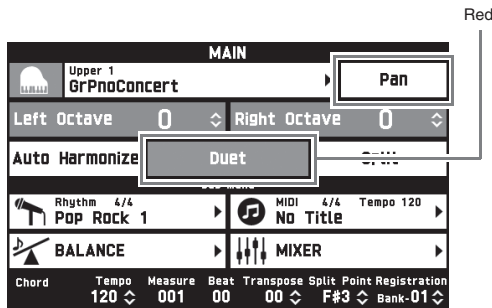 Red
MAIN
Upper 1
GrPnoConcert
Pan
Left Octave 0 Right Octave 0
Auto Harmonize Duet Split
Rhythm 4/4 MIDI 4/4 Tempo 120
Pop Rock 1 No Title
BALANCE MIXER
Chord Tempo Measure Beat Transpose Split Point Registration
120 001 00 00 F#3 Bank-01